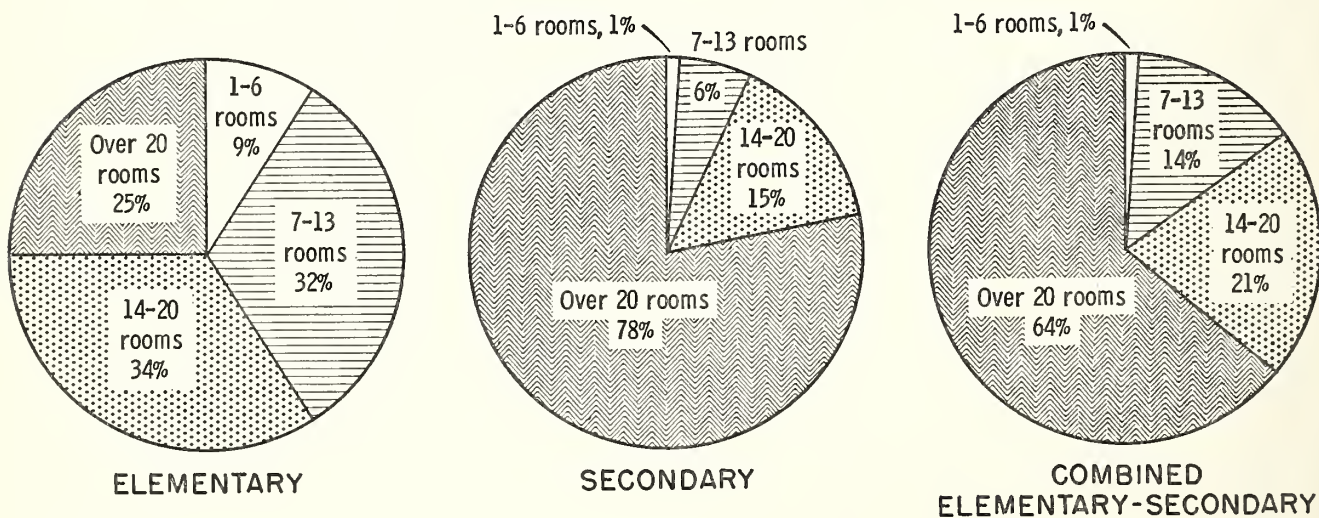 1-6
rooms
9%
7-13
rooms
32%
14-20
rooms
34%
Over 20
rooms
25%
ELEMENTARY
1-6 rooms, 1%
7-13 rooms
6%
14-20
rooms
15%
Over 20 rooms
78%
SECONDARY
1-6 rooms, 1%
7-13
rooms
14%
14-20
rooms
21%
Over 20 rooms
64%
COMBINED
ELEMENTARY-SECONDARY